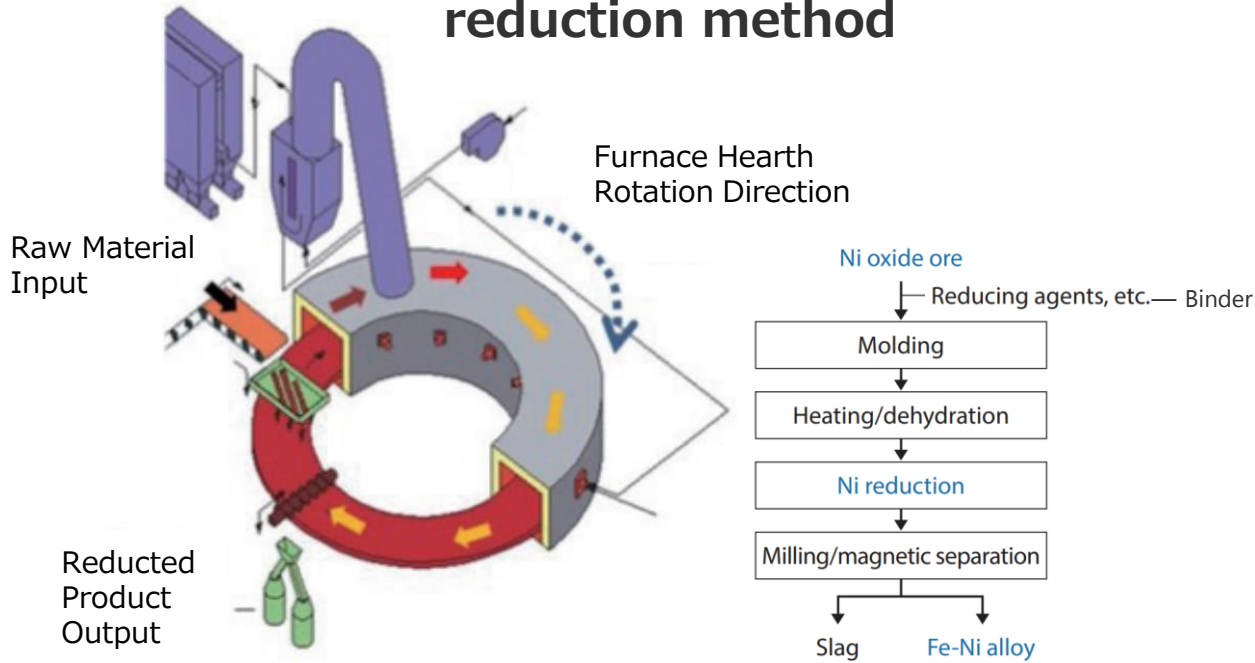 reduction method
Furnace Hearth
Rotation Direction
Raw Material
Input
Reducted
Product
Output
Ni oxide ore
Reducing agents, etc. — Binder
Molding
Heating/dehydration
Ni reduction
Milling/magnetic separation
Slag
Fe-Ni alloy